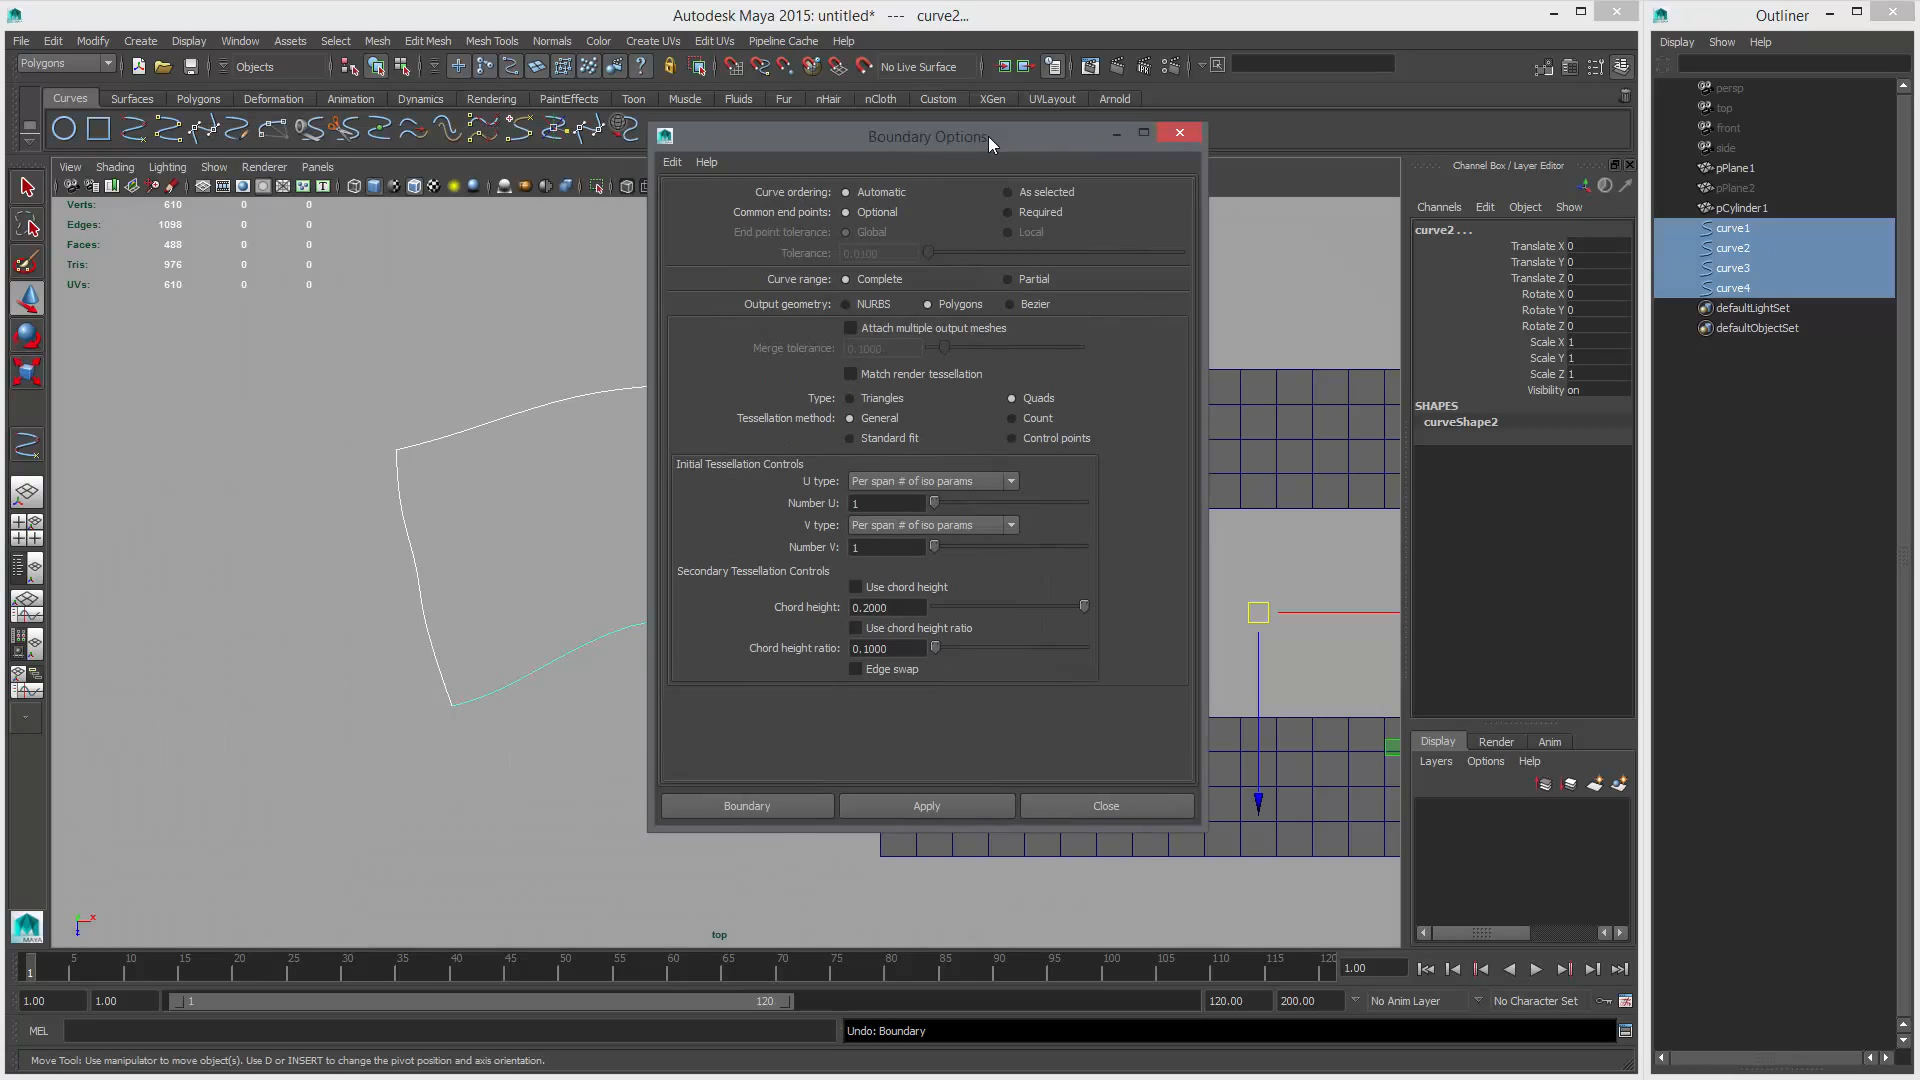 Autodesk Maya 2015: untitled* --- curve2...
Outliner
File Edit Modify Create Display Window Assets Select Mesh Edit Mesh Mesh Tools Normals Color Create UVs Edit UVs Pipeline Cache Help
Display Show Help
Polygons
Objects
No Live Surface
Curves Surfaces Polygons Deformation Animation Dynamics Rendering PaintEffects Toon Muscle Fluids Fur nHair nCloth Custom XGen UVLayout Arnold
persp
top
front
side
pPlane1
pPlane2
pCylinder1
curve1
curve2
curve3
curve4
defaultLightSet
defaultObjectSet
Boundary Options
Edit Help
View Shading Lighting Show Renderer Panels
Verts: 610 0 0
Edges: 1098 0 0
Faces: 488 0 0
Tris: 976 0 0
UVs: 610 0 0
Curve ordering: Automatic As selected
Common end points: Optional Required
End point tolerance: Global Local
Tolerance: 0.0100
Curve range: Complete Partial
Output geometry: NURBS Polygons Bezier
Attach multiple output meshes
Merge tolerance: 0.1000
Match render tessellation
Type: Triangles Quads
Tessellation method: General Count
Standard fit Control points
Initial Tessellation Controls
U type: Per span # of iso params
Number U: 1
V type: Per span # of iso params
Number V: 1
Secondary Tessellation Controls
Use chord height
Chord height: 0.2000
Use chord height ratio
Chord height ratio: 0.1000
Edge swap
Boundary Apply Close
Channel Box / Layer Editor
Channels Edit Object Show
curve2 . . .
Translate X 0
Translate Y 0
Translate Z 0
Rotate X 0
Rotate Y 0
Rotate Z 0
Scale X 1
Scale Y 1
Scale Z 1
Visibility on
SHAPES
curveShape2
Display Render Anim
Layers Options Help
MAYA
x
top
1 5 10 15 20 25 30 35 40 45 50 55 60 65 70 75 80 85 90 95 100 105 110 115 120
1.00
1.00 1.00 1 120 120.00 200.00 No Anim Layer No Character Set
MEL
Undo: Boundary
Move Tool: Use manipulator to move object(s). Use D or INSERT to change the pivot position and axis orientation.